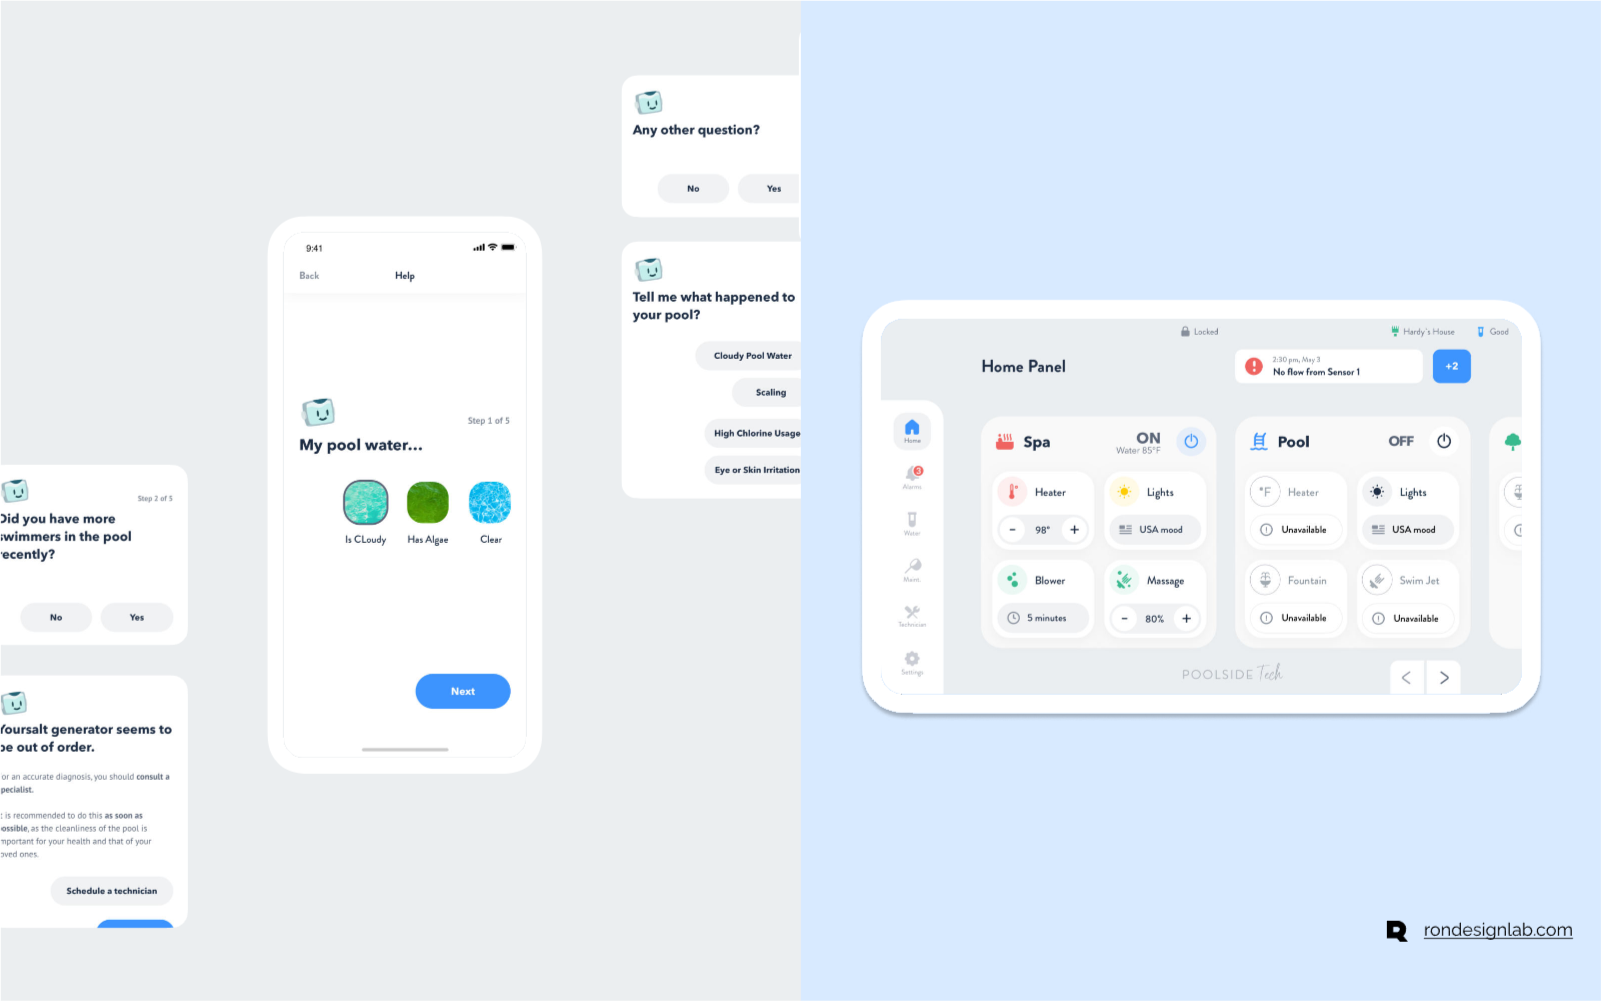 Any other question?
No
Yes
Tell me what happened to
your pool?
Cloudy Pool Water
Scaling
High Chlorine Usage
Eye or Skin Irritation
9:41
Back
Help
Step 1 of 5
My pool water...
Is CLoudy
Has Algae
Clear
Next
Step 2 of 5
Did you have more
swimmers in the pool
recently?
No
Yes
Yoursalt generator seems to
be out of order.
or an accurate diagnosis, you should consult a
pecialist.
t is recommended to do this as soon as
ossible, as the cleanliness of the pool is
mportant for your health and that of your
oved ones.
Schedule a technician
Locked
Hardy's House
Good
Home Panel
2:30 pm, May 3
No flow from Sensor 1
+2
Home
3
Alarms
Water
Maint.
Technician
Settings
Spa
ON
Water 85°F
Heater
- 98° +
Lights
USA mood
Blower
5 minutes
Massage
- 80% +
Pool
OFF
°F
Heater
Unavailable
Lights
USA mood
Fountain
Unavailable
Swim Jet
Unavailable
POOLSIDE Tech
< >
R rondesignlab.com